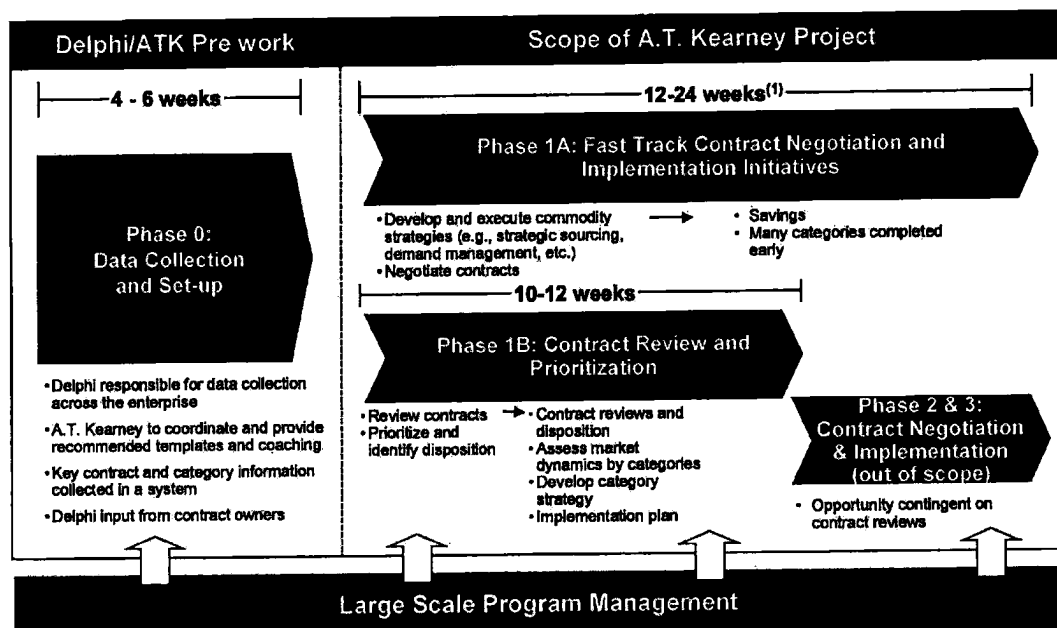 Delphi/ATK Pre work
Scope of A.T. Kearney Project
4 - 6 weeks
12-24 weeks(1)
Phase 0:
Data Collection
and Set-up
•Delphi responsible for data collection
across the enterprise
•A.T. Kearney to coordinate and provide
recommended templates and coaching
•Key contract and category information
collected in a system
•Delphi input from contract owners
Phase 1A: Fast Track Contract Negotiation and
Implementation Initiatives
•Develop and execute commodity
strategies (e.g., strategic sourcing,
demand management, etc.)
•Negotiate contracts
• Savings
• Many categories completed
early
10-12 weeks
Phase 1B: Contract Review and
Prioritization
•Review contracts
•Prioritize and
identify disposition
•Contract reviews and
disposition
•Assess market
dynamics by categories
•Develop category
strategy
•Implementation plan
Phase 2 & 3:
Contract Negotiation
& Implementation
(out of scope)
• Opportunity contingent on
contract reviews
Large Scale Program Management